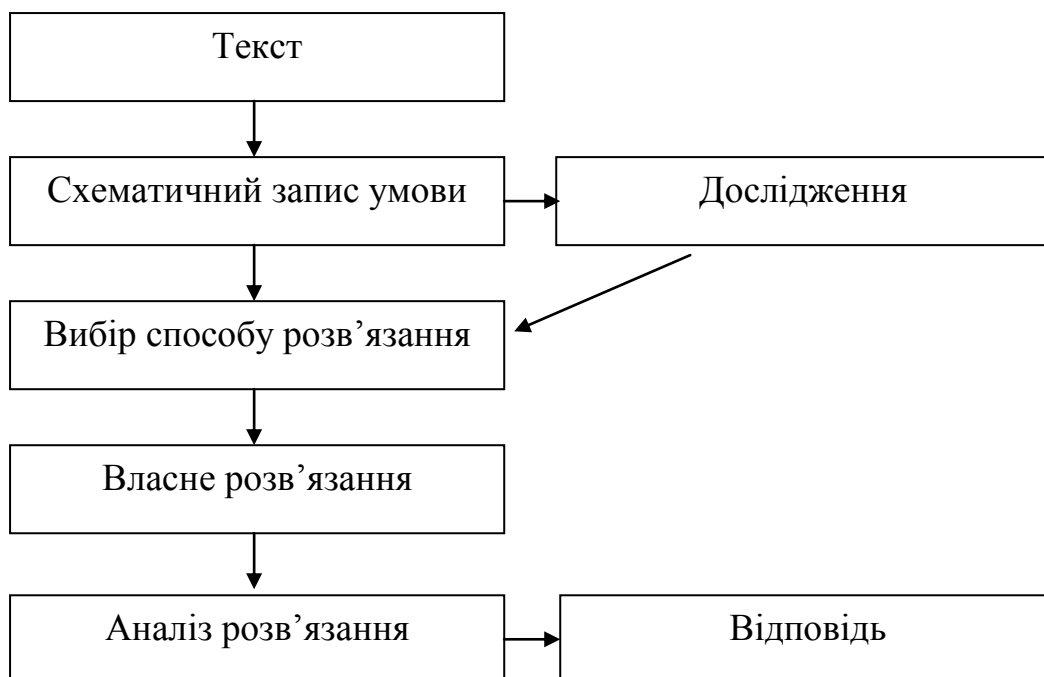 Текст
Схематичний запис умови
Дослідження
Вибір способу розв’язання
Власне розв’язання
Аналіз розв’язання
Відповідь